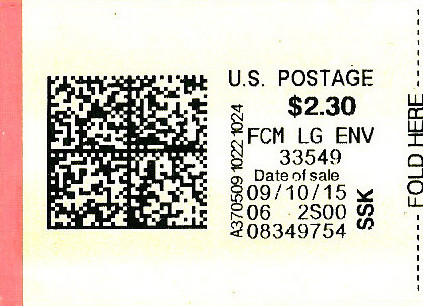 U.S. POSTAGE
$2.30
FCM LG ENV
33549
Date of sale
09/10/15
06 2S00
08349754
A370509 1022 1024
SSK
FOLD HERE